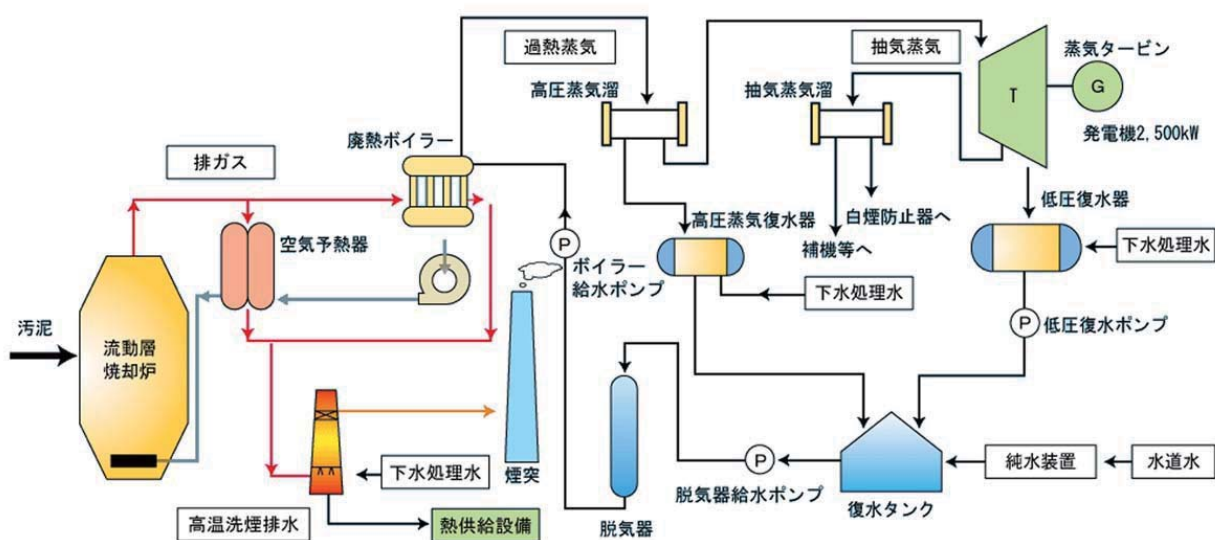 過熱蒸気
抽気蒸気
蒸気タービン
高圧蒸気溜
抽気蒸気溜
T
G
発電機2,500kW
廃熱ボイラー
排ガス
低圧復水器
白煙防止器へ
高圧蒸気復水器
空気予熱器
P
補機等へ
下水処理水
ボイラー
給水ポンプ
下水処理水
P
低圧復水ポンプ
汚泥
流動層
焼却炉
P
純水装置
水道水
下水処理水
煙突
脱気器給水ポンプ
復水タンク
高温洗煙排水
熱供給設備
脱気器